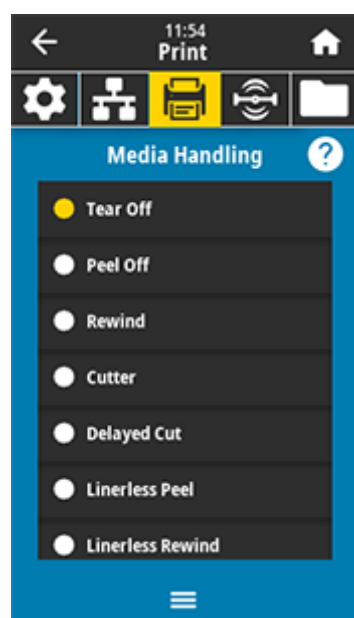 11:54
Print
Media Handling
?
Tear Off
Peel Off
Rewind
Cutter
Delayed Cut
Linerless Peel
Linerless Rewind